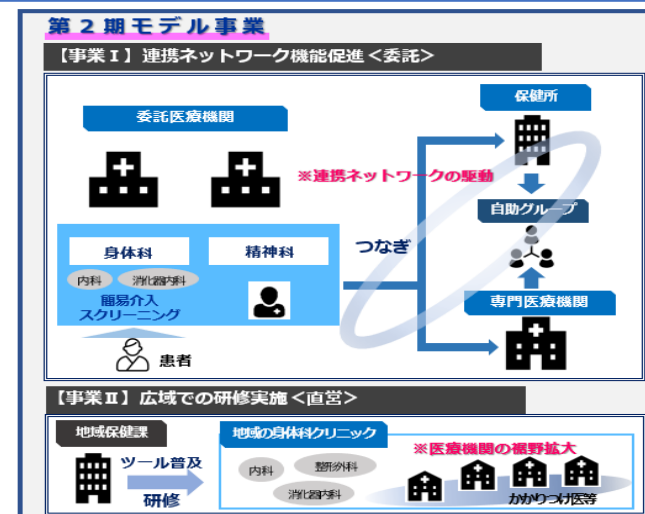 第２期モデル事業
【事業Ⅰ】連携ネットワーク機能促進＜委託＞
保健所
委託医療機関
※連携ネットワークの駆動
自助グループ
身体科
精神科
つなぎ
内科
消化器内科
簡易介入
スクリーニング
専門医療機関
患者
【事業Ⅱ】広域での研修実施＜直営＞
地域保健課
地域の身体科クリニック
※医療機関の裾野拡大
ツール普及
研修
内科
整形外科
消化器内科
かかりつけ医等